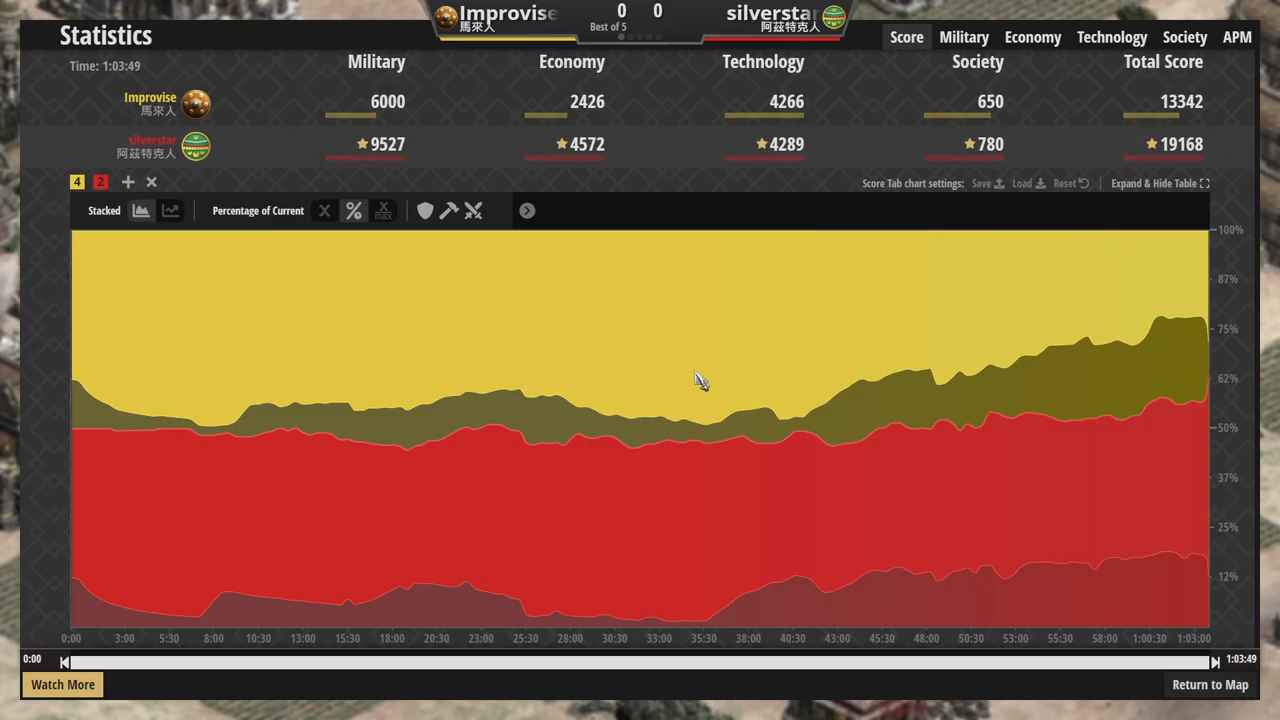 Improvise 0 0 silverstar
馬來人 Best of 5 阿茲特克人
Statistics
Score Military Economy Technology Society APM
Time: 1:03:49 Military Economy Technology Society Total Score
Improvise 6000 2426 4266 650 13342
馬來人
silverstar 9527 4572 4289 780 19168
阿茲特克人
4 2 Score Tab chart settings: Save Load Reset Expand & Hide Table
Stacked Percentage of Current X % X max
100%
87%
75%
62%
50%
37%
25%
12%
0:00 3:00 5:30 8:00 10:30 13:00 15:30 18:00 20:30 23:00 25:30 28:00 30:30 33:00 35:30 38:00 40:30 43:00 45:30 48:00 50:30 53:00 55:30 58:00 1:00:30 1:03:00
0:00 1:03:49
Watch More Return to Map